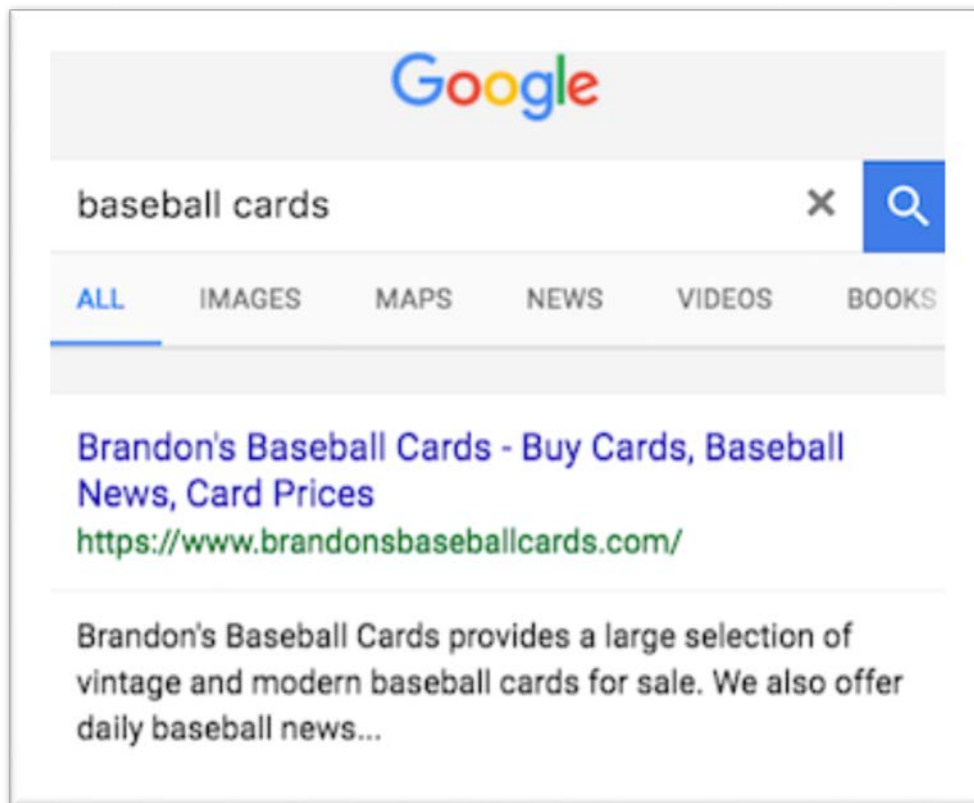 Google
baseball cards
ALL IMAGES MAPS NEWS VIDEOS BOOKS
Brandon's Baseball Cards - Buy Cards, Baseball
News, Card Prices
https://www.brandonsbaseballcards.com/
Brandon's Baseball Cards provides a large selection of
vintage and modern baseball cards for sale. We also offer
daily baseball news...